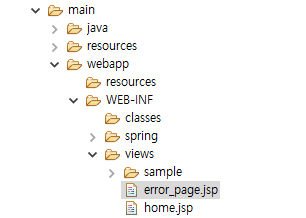 main
java
resources
webapp
resources
WEB-INF
classes
spring
views
sample
error_page.jsp
home.jsp